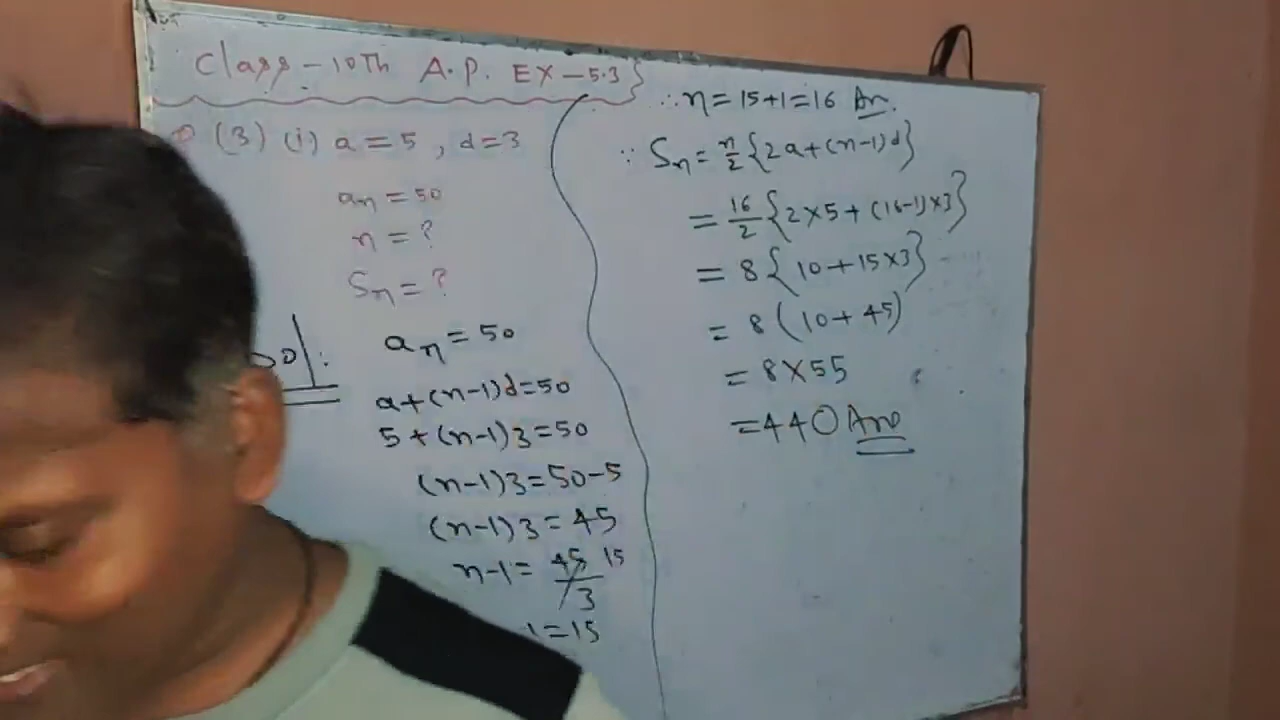 Class-10Th A.P. EX-5.3
(3) (i) a=5, d=3
an=50
n=?
Sn=?
Sol:
an=50
a+(n-1)d=50
5+(n-1)3=50
(n-1)3=50-5
(n-1)3=45
n-1=45/3 15
1=15
∴n=15+1=16 An.
∵ Sn=n/2{2a+(n-1)d}
=16/2{2×5+(16-1)×3}
=8{10+15×3}
=8(10+45)
=8×55
=440 Ans